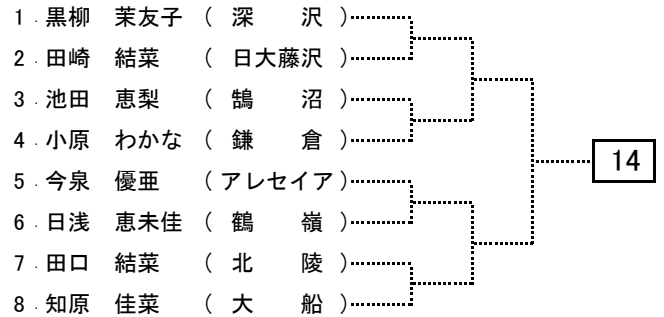 1 . 黒柳 茉友子 ( 深 沢 )
2 . 田崎 結菜 ( 日大藤沢 )
3 . 池田 恵梨 ( 鵠 沼 )
4 . 小原 わかな ( 鎌 倉 )
14
5 . 今泉 優亜 ( アレセイア )
6 . 日浅 恵未佳 ( 鶴 嶺 )
7 . 田口 結菜 ( 北 陵 )
8 . 知原 佳菜 ( 大 船 )